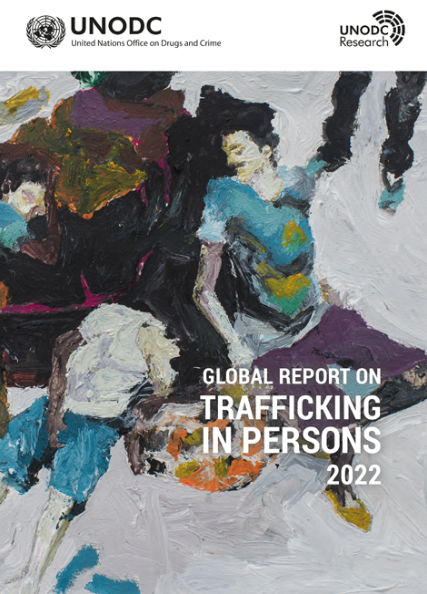 UNODC
United Nations Office on Drugs and Crime
UNODC
Research
GLOBAL REPORT ON
TRAFFICKING
IN PERSONS
2022